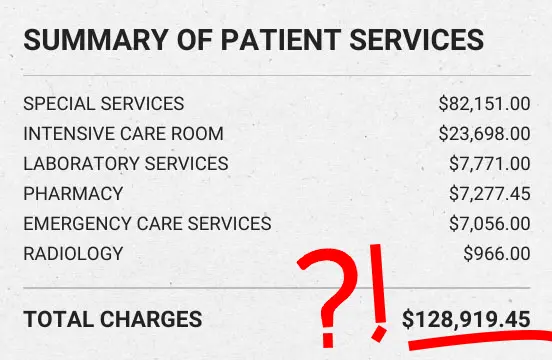 SUMMARY OF PATIENT SERVICES
SPECIAL SERVICES $82,151.00
INTENSIVE CARE ROOM $23,698.00
LABORATORY SERVICES $7,771.00
PHARMACY $7,277.45
EMERGENCY CARE SERVICES $7,056.00
RADIOLOGY $966.00
?!
TOTAL CHARGES $128,919.45